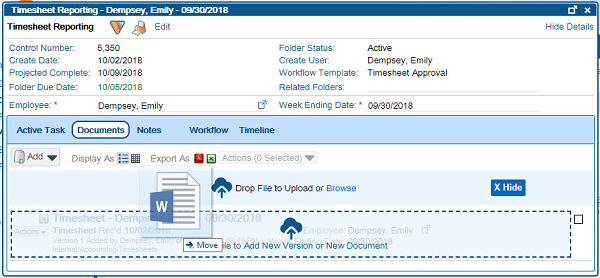 Timesheet Reporting - Dempsey, Emily - 09/30/2018
Timesheet Reporting Edit Hide Details
Control Number: 5,350 Folder Status: Active
Create Date: 10/02/2018 Create User: Dempsey, Emily
Projected Complete: 10/09/2018 Workflow Template: Timesheet Approval
Folder Due Date: 10/05/2018 Related Folders:
Employee: * Dempsey, Emily Week Ending Date: * 09/30/2018
Active Task Documents Notes Workflow Timeline
Add Display As Export As Actions (0 Selected)
Drop File to Upload or Browse X Hide
Timesheet - Demps 09/30/2018
Actions Timesheet Rec'd 10/02/2018 Employee: Dempsey, Emily
Move le to Add New Version or New Document
Version 1 Added by Dempsey, Emily
Internal/Accounting/Timesheets